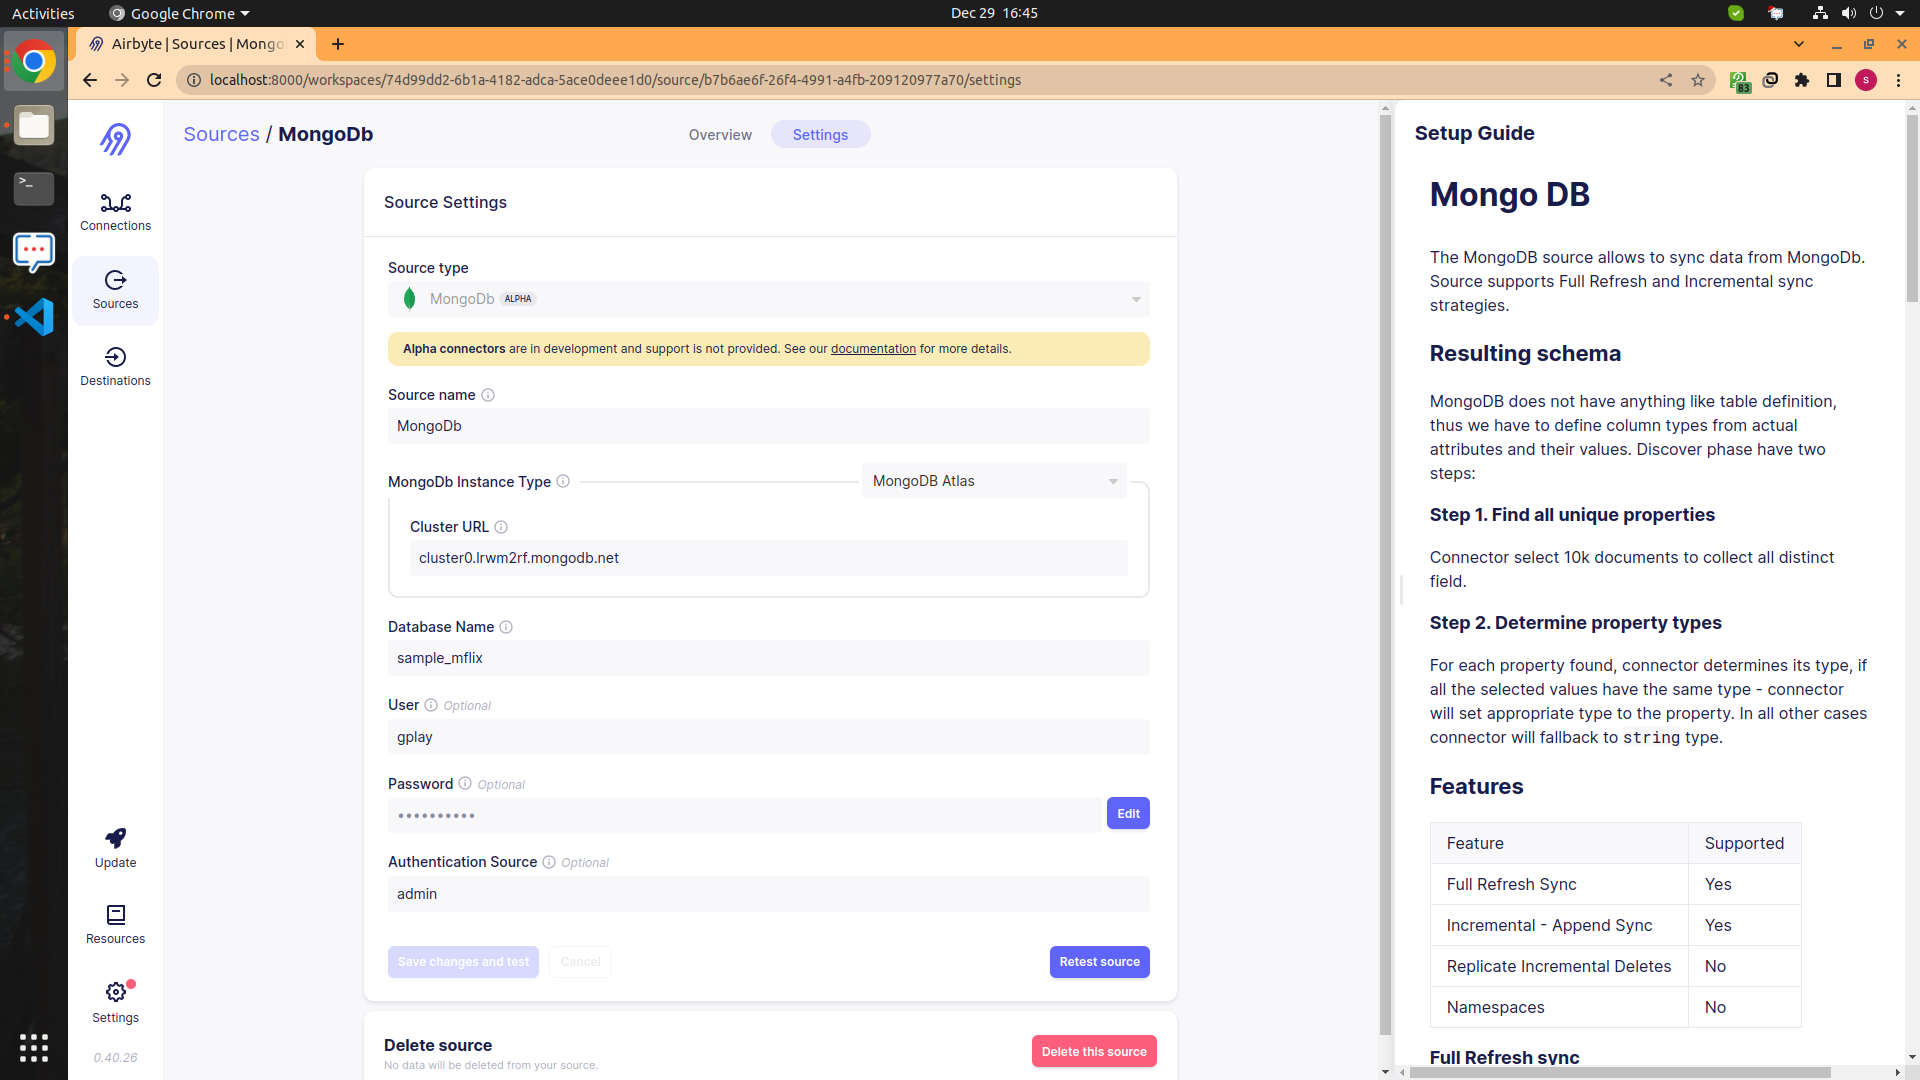 Activities
Google Chrome
Dec 29 16:45
Airbyte | Sources | Mongo
localhost:8000/workspaces/74d99dd2-6b1a-4182-adca-5ace0deee1d0/source/b7b6ae6f-26f4-4991-a4fb-209120977a70/settings
83
s
Connections
Sources
Destinations
Update
Resources
Settings
0.40.26
Sources / MongoDb
Overview
Settings
Source Settings
Source type
MongoDb ALPHA
Alpha connectors are in development and support is not provided. See our documentation for more details.
Source name
MongoDb
MongoDb Instance Type
MongoDB Atlas
Cluster URL
cluster0.lrwm2rf.mongodb.net
Database Name
sample_mflix
User Optional
gplay
Password Optional
••••••••••
Edit
Authentication Source Optional
admin
Save changes and test
Cancel
Retest source
Delete source
No data will be deleted from your source.
Delete this source
Setup Guide
Mongo DB
The MongoDB source allows to sync data from MongoDb.
Source supports Full Refresh and Incremental sync
strategies.
Resulting schema
MongoDB does not have anything like table definition,
thus we have to define column types from actual
attributes and their values. Discover phase have two
steps:
Step 1. Find all unique properties
Connector select 10k documents to collect all distinct
field.
Step 2. Determine property types
For each property found, connector determines its type, if
all the selected values have the same type - connector
will set appropriate type to the property. In all other cases
connector will fallback to string type.
Features
Feature Supported
Full Refresh Sync Yes
Incremental - Append Sync Yes
Replicate Incremental Deletes No
Namespaces No
Full Refresh sync